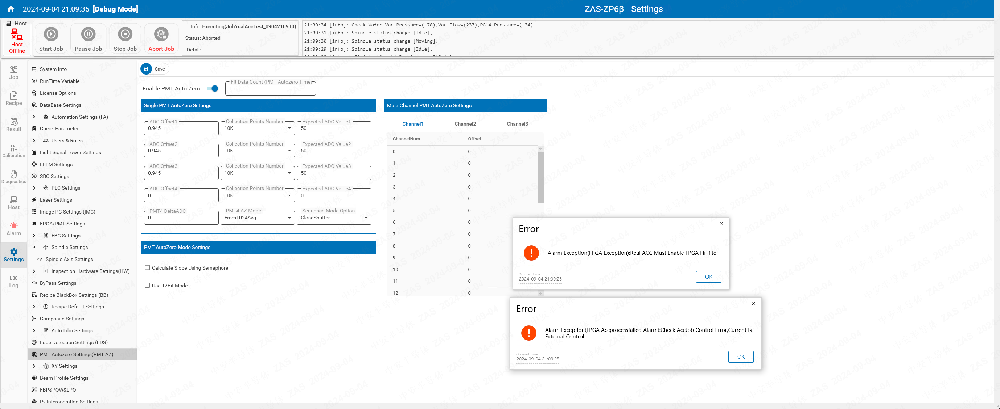 2024-09-04 21:09:35 [Debug Mode]
ZAS-ZP6β Settings
Host
Host
Offline
Start Job
Pause Job
Stop Job
Abort Job
Info: Executing(Job:realAccTest_0904210910)
Status: Aborted
Detail:
21:09:34 [info]: Check Wafer Vac Pressure=(-78),Vac Flow=(237),PG14 Pressure=(-34)
21:09:31 [info]: Spindle status change [Idle],
21:09:30 [info]: Spindle status change [Moving],
21:09:29 [info]: Spindle status change [Idle],
Job
Recipe
Result
Calibration
Diagnostics
Host
Alarm
Settings
LOG
Log
System Info
RunTime Variable
License Options
DataBase Settings
Automation Settings (FA)
Check Parameter
Users & Roles
Light Signal Tower Settings
EFEM Settings
SBC Settings
PLC Settings
Laser Settings
Image PC Settings (IMC)
FPGA/PMT Settings
FBC Settings
Spindle Settings
Spindle Axis Settings
Inspection Hardware Settings(HW)
ByPass Settings
Recipe BlackBox Settings (BB)
Recipe Default Settings
Composite Settings
Auto Film Settings
Edge Detection Settings (EDS)
PMT Autozero Settings(PMT AZ)
XY Settings
Beam Profile Settings
FBP&POW&LPO
Py Interoperation Settings
Save
Enable PMT Auto Zero :
Fit Data Count (PMT Autozero Times
1
Single PMT AutoZero Settings
ADC Offset1
0.945
Collection Points Number
10K
Expected ADC Value1
50
ADC Offset2
0.945
Collection Points Number
10K
Expected ADC Value2
50
ADC Offset3
0.945
Collection Points Number
10K
Expected ADC Value3
50
ADC Offset4
0
Collection Points Number
10K
Expected ADC Value4
0
PMT4 DeltaADC
0
PMT4 AZ Mode
From1024Avg
Sequence Mode Option
CloseShutter
PMT AutoZero Mode Settings
Calculate Slope Using Semaphore
Use 12Bit Mode
Multi Channel PMT AutoZero Settings
Channel1 Channel2 Channel3
ChannelNum Offset
0 0
1 0
2 0
3 0
4 0
5 0
6 0
7 0
8 0
9 0
10 0
11 0
12 0
Error
Alarm Exception(FPGA Exception):Real ACC Must Enable FPGA FirFilter!
Occured Time
2024-09-04 21:09:25
OK
Error
Alarm Exception(FPGA Accprocessfailed Alarm):Check AccJob Control Error,Current Is
External Control!
Occured Time
2024-09-04 21:09:28
OK
中安半导体 ZAS 2024-09-04